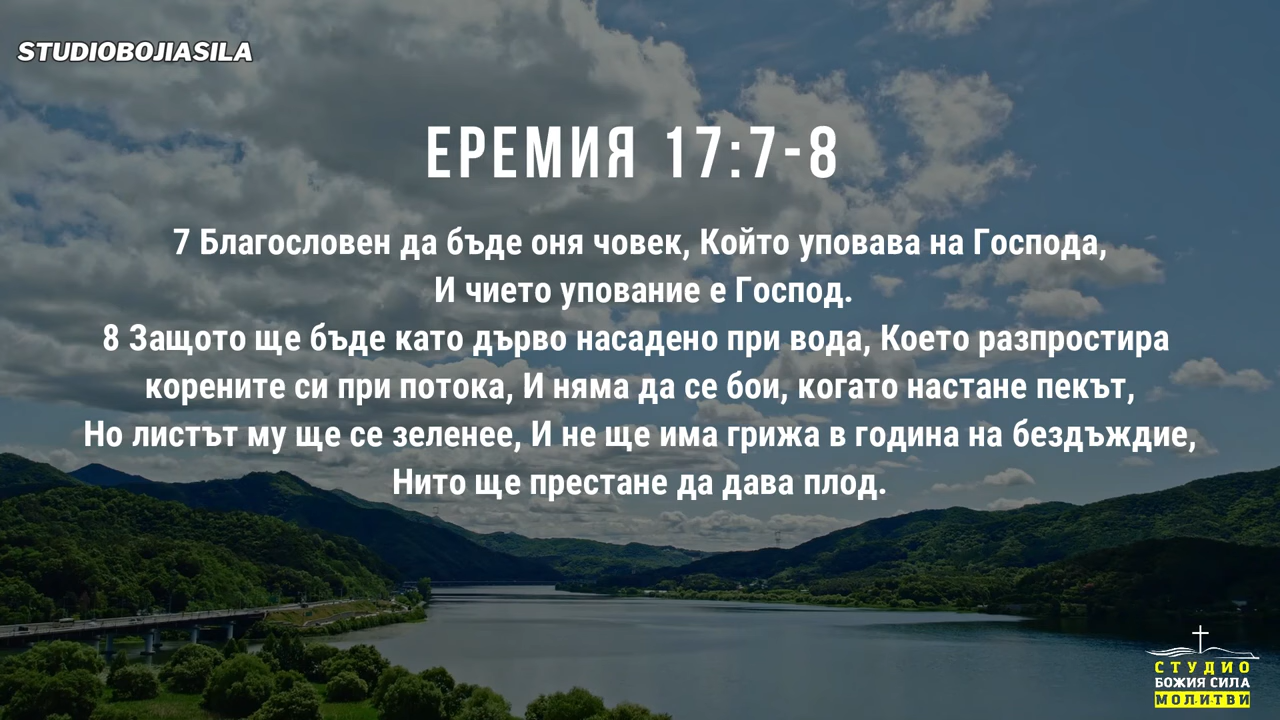 STUDIOBOJIASILA
ЕРЕМИЯ 17:7-8
7 Благословен да бъде оня човек, Който уповава на Господа,
И чието упование е Господ.
8 Защото ще бъде като дърво насадено при вода, Което разпростира
корените си при потока, И няма да се бои, когато настане пекът,
Но листът му ще се зеленее, И не ще има грижа в година на бездъждие,
Нито ще престане да дава плод.
СТУДИО
БОЖИЯ СИЛА
МОЛИТВИ